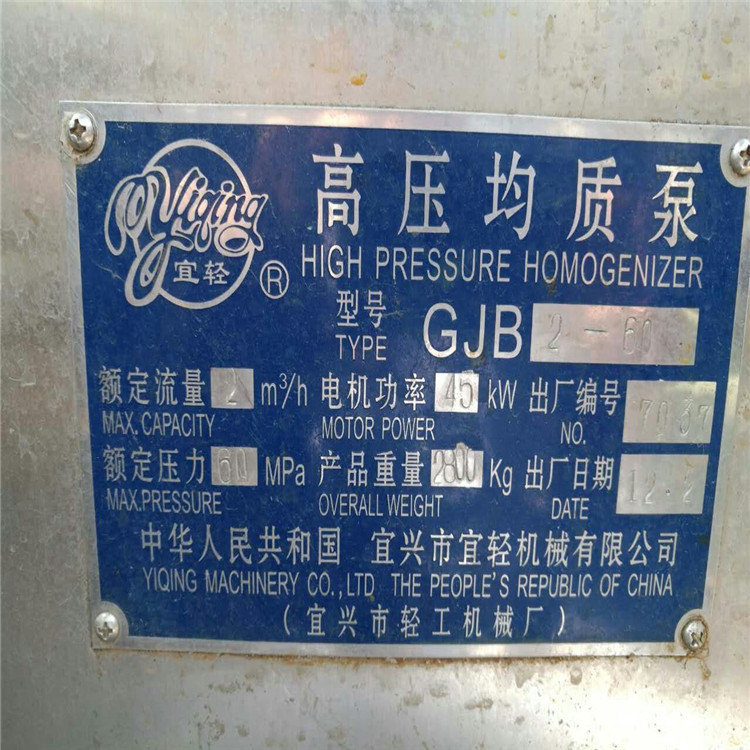 Yiqing
宜轻
®
高压均质泵
HIGH PRESSURE HOMOGENIZER
型号 GJB 2-60
TYPE
额定流量 2 m³/h 电机功率 45 kW 出厂编号 7037
MAX. CAPACITY MOTOR POWER NO.
额定压力 60 MPa 产品重量 2800 Kg 出厂日期 12.2
MAX.PRESSURE OVERALL WEIGHT DATE
中华人民共和国 宜兴市宜轻机械有限公司
YIQING MACHINERY CO.,LTD THE PEOPLE'S REPUBLIC OF CHINA
(宜兴市轻工机械厂)